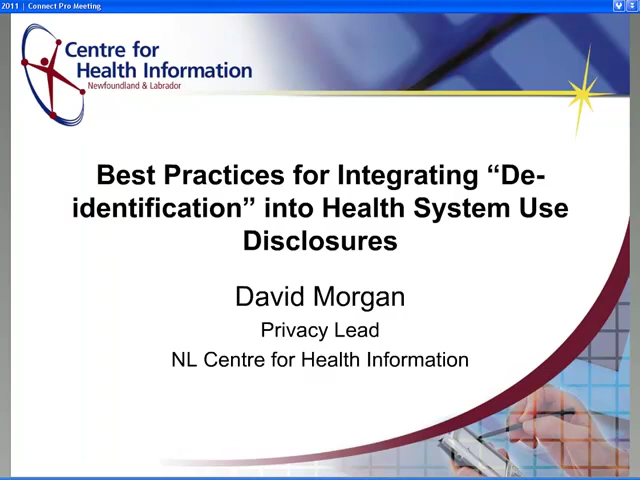 2011 | Connect Pro Meeting
Centre for
Health Information
Newfoundland & Labrador
Best Practices for Integrating “De-
identification” into Health System Use
Disclosures
David Morgan
Privacy Lead
NL Centre for Health Information